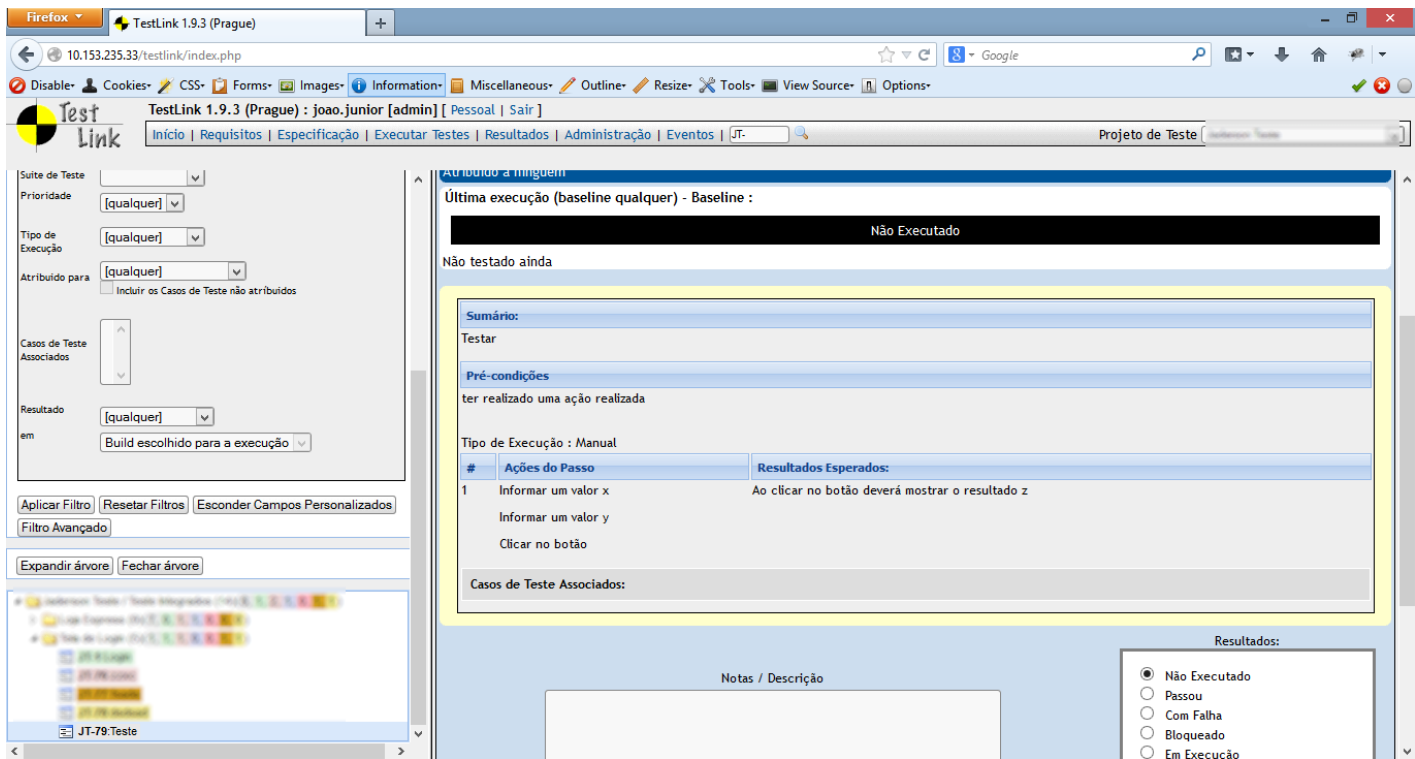 Firefox
TestLink 1.9.3 (Prague)
10.153.235.33/testlink/index.php
Google
Disable Cookies CSS Forms Images Information Miscellaneous Outline Resize Tools View Source Options
Test Link
TestLink 1.9.3 (Prague) : joao.junior [admin] [ Pessoal | Sair ]
Início | Requisitos | Especificação | Executar Testes | Resultados | Administração | Eventos | JT-
Projeto de Teste
Suite de Teste
Prioridade [qualquer]
Tipo de Execução [qualquer]
Atribuido para [qualquer]
Incluir os Casos de Teste não atríbuidos
Casos de Teste Associados
Resultado [qualquer]
em Build escolhido para a execução
Aplicar Filtro Resetar Filtros Esconder Campos Personalizados
Filtro Avançado
Expandir árvore Fechar árvore
JT-79:Teste
Atribuído a ninguém
Última execução (baseline qualquer) - Baseline :
Não Executado
Não testado ainda
Sumário:
Testar
Pré-condições
ter realizado uma ação realizada
Tipo de Execução : Manual
# Ações do Passo Resultados Esperados:
1 Informar um valor x Ao clicar no botão deverá mostrar o resultado z
Informar um valor y
Clicar no botão
Casos de Teste Associados:
Notas / Descrição
Resultados:
Não Executado
Passou
Com Falha
Bloqueado
Em Execução